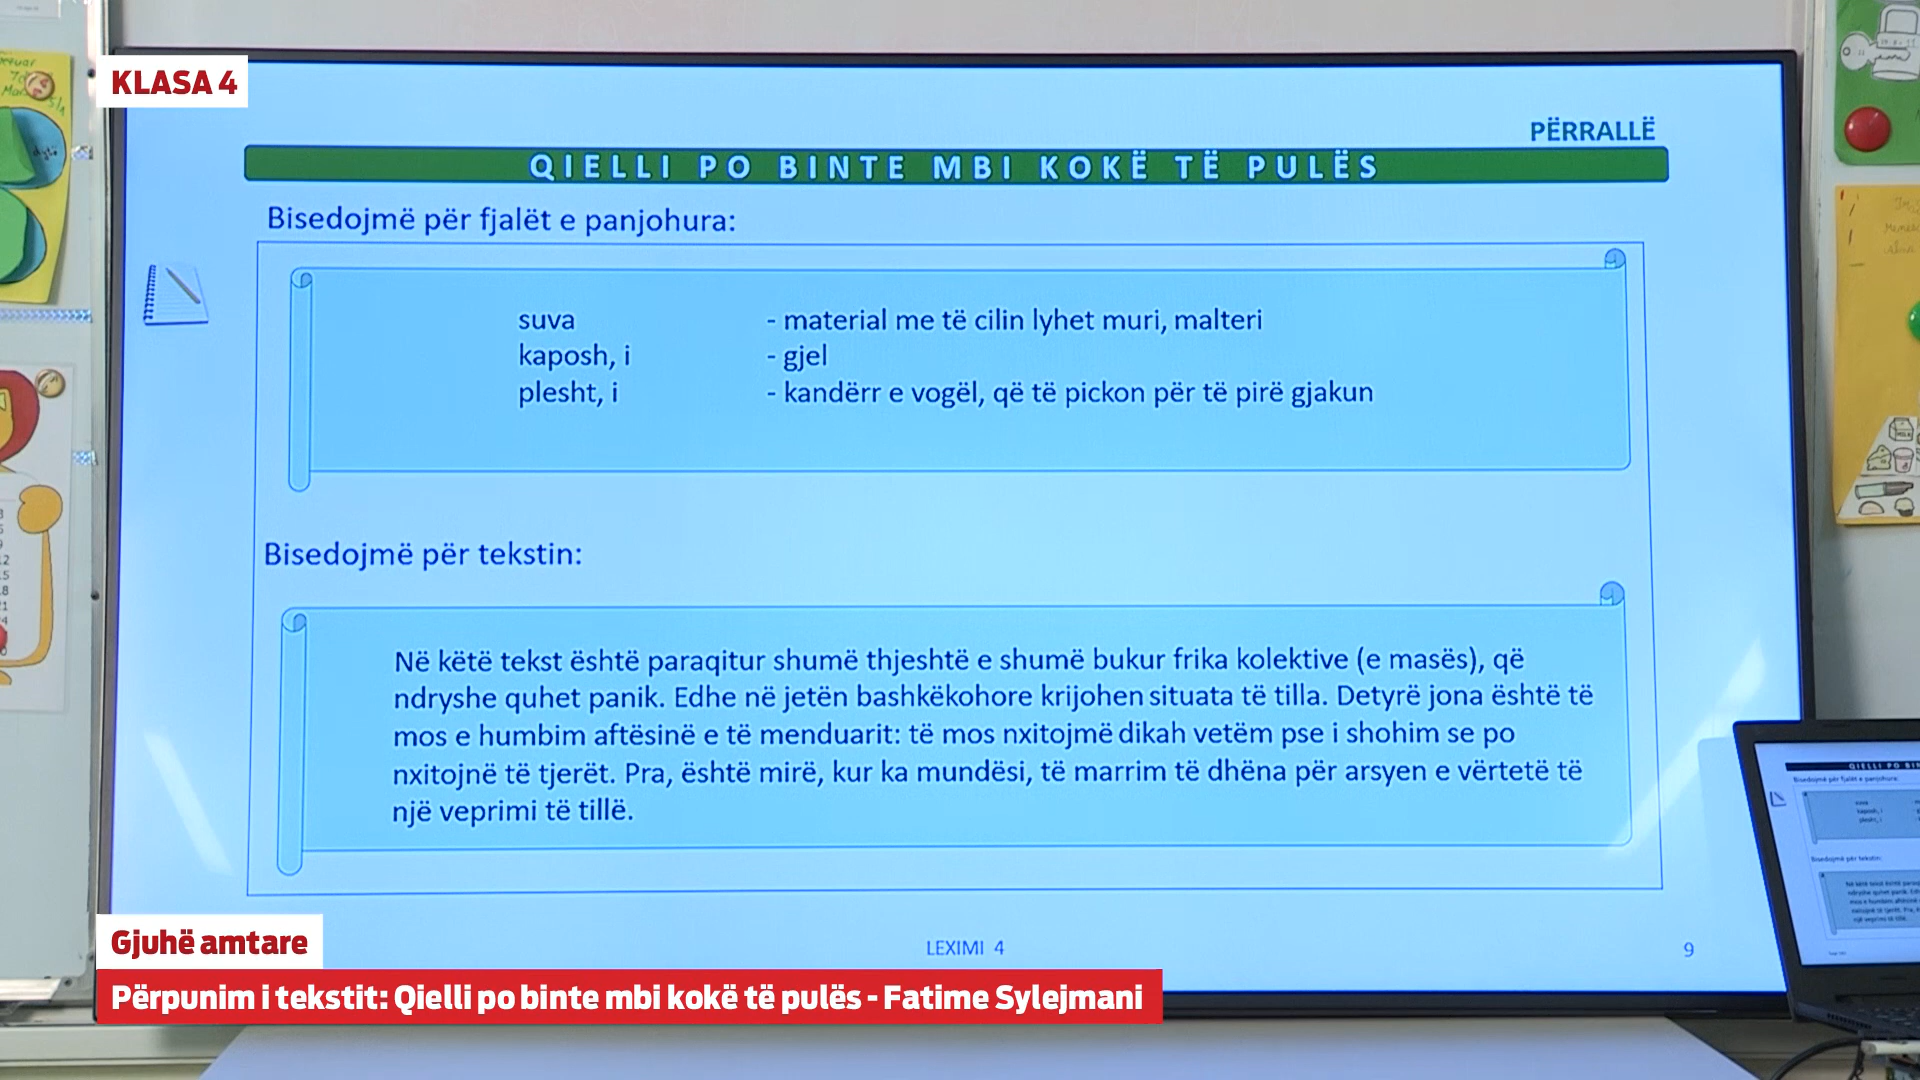 KLASA 4
PËRRALLË
QIELLI PO BINTE MBI KOKË TË PULËS
Bisedojmë për fjalët e panjohura:
suva - material me të cilin lyhet muri, malteri
kaposh, i - gjel
plesht, i - kandërr e vogël, që të pickon për të pirë gjakun
Bisedojmë për tekstin:
Në këtë tekst është paraqitur shumë thjeshtë e shumë bukur frika kolektive (e masës), që
ndryshe quhet panik. Edhe në jetën bashkëkohore krijohen situata të tilla. Detyrë jona është të
mos e humbim aftësinë e të menduarit: të mos nxitojmë dikah vetëm pse i shohim se po
nxitojnë të tjerët. Pra, është mirë, kur ka mundësi, të marrim të dhëna për arsyen e vërtetë të
një veprimi të tillë.
LEXIMI 4
9
Gjuhë amtare
Përpunim i tekstit: Qielli po binte mbi kokë të pulës - Fatime Sylejmani